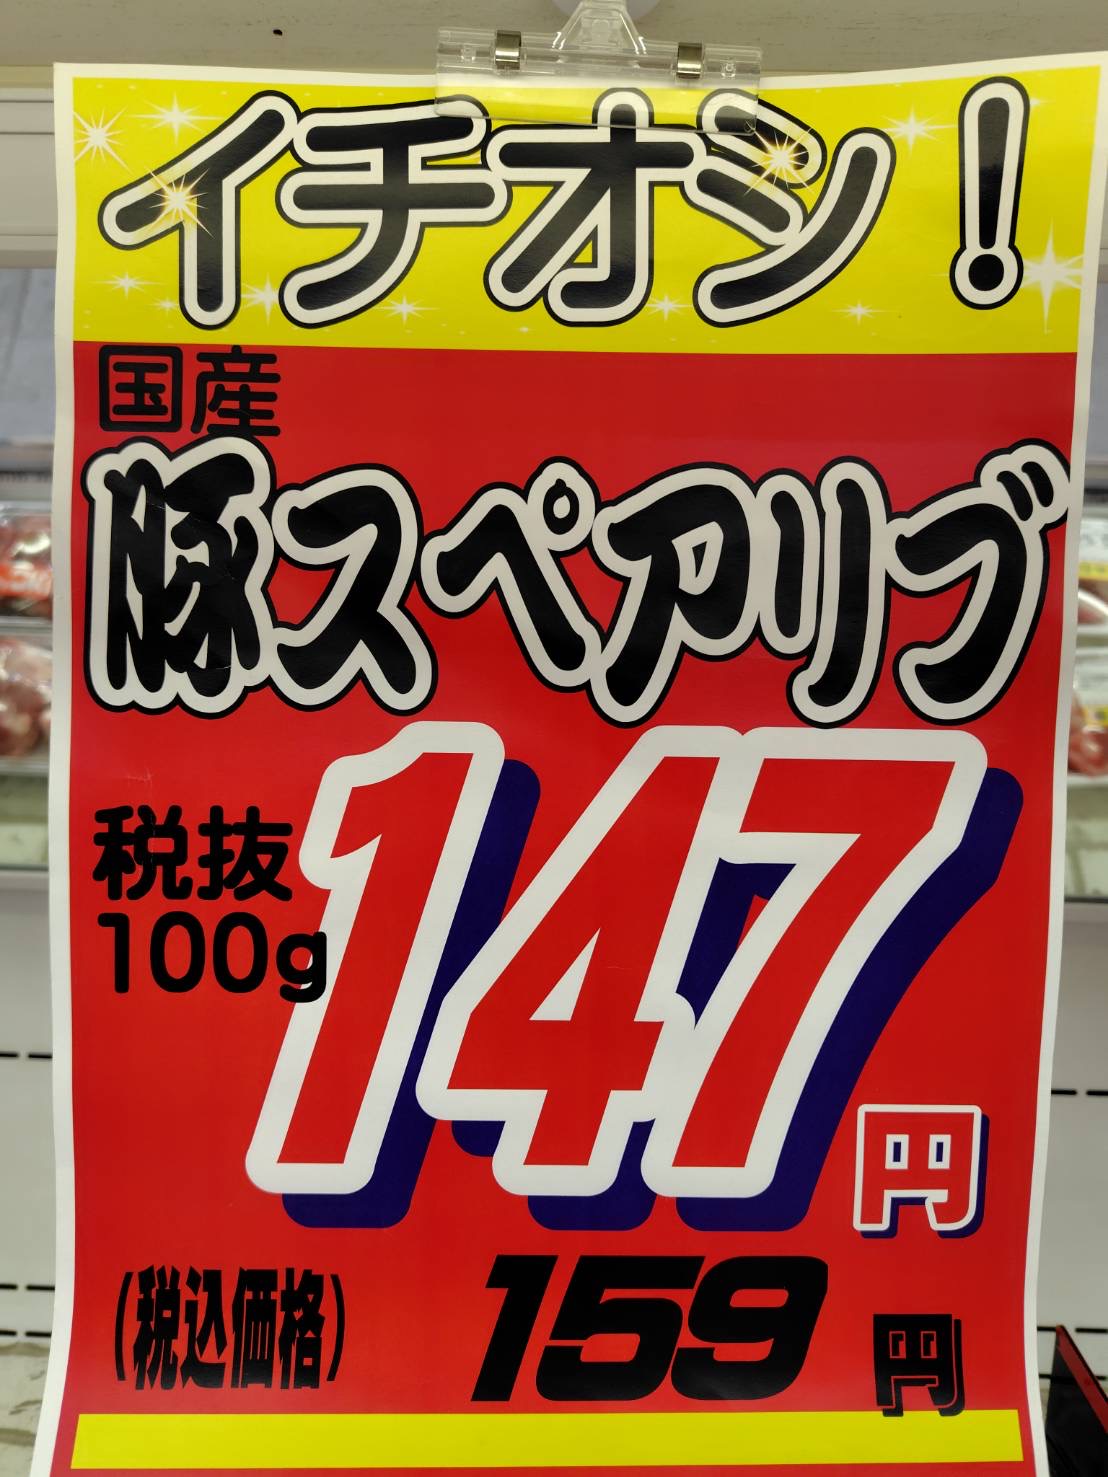 イチオシ！
国産
豚スペアリブ
税抜
100g
147円
(税込価格) 159円